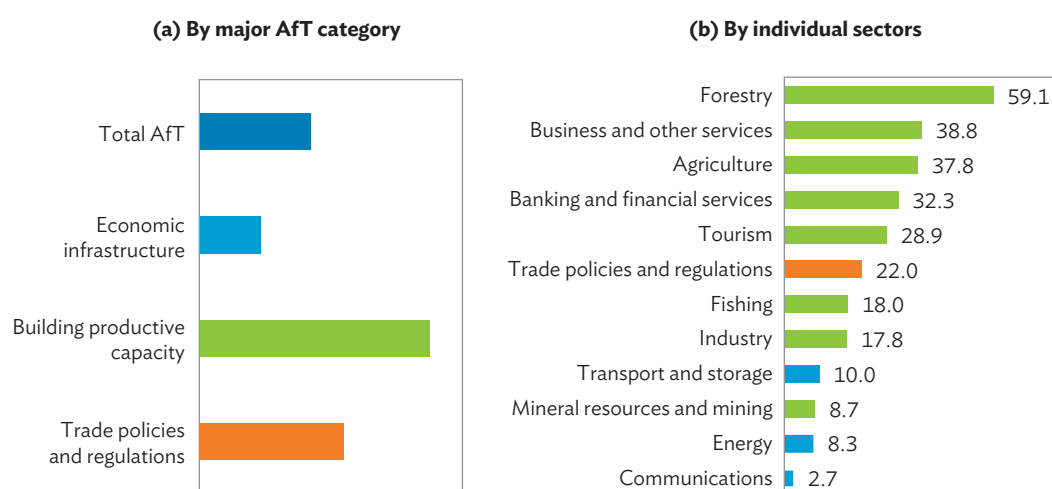 (a) By major AfT category
Total AfT
Economic
infrastructure
Building productive
capacity
Trade policies
and regulations
(b) By individual sectors
Forestry 59.1
Business and other services 38.8
Agriculture 37.8
Banking and financial services 32.3
Tourism 28.9
Trade policies and regulations 22.0
Fishing 18.0
Industry 17.8
Transport and storage 10.0
Mineral resources and mining 8.7
Energy 8.3
Communications 2.7